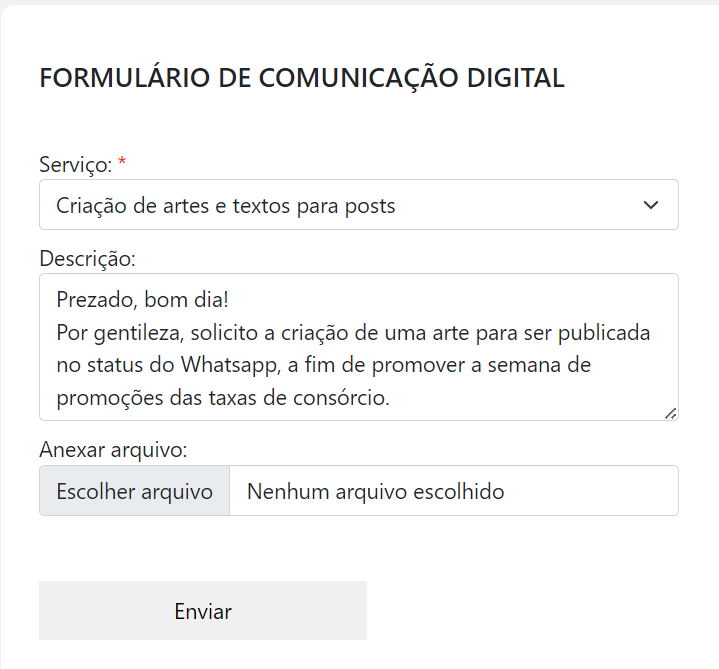 FORMULÁRIO DE COMUNICAÇÃO DIGITAL
Serviço: *
Criação de artes e textos para posts
Descrição:
Prezado, bom dia!
Por gentileza, solicito a criação de uma arte para ser publicada
no status do Whatsapp, a fim de promover a semana de
promoções das taxas de consórcio.
Anexar arquivo:
Escolher arquivo Nenhum arquivo escolhido
Enviar